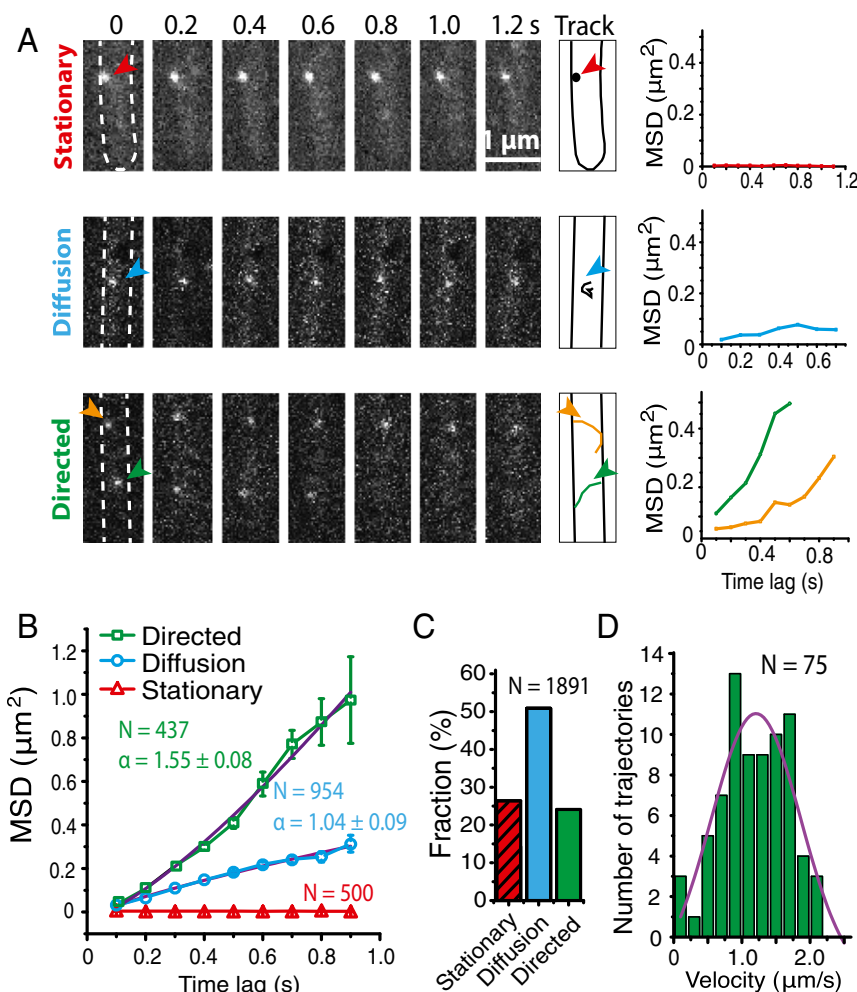 A
0 0.2 0.4 0.6 0.8 1.0 1.2 s Track
Stationary
1 µm
MSD (µm²)
0.4
0.2
0
0.4 0.8 1.2
Diffusion
MSD (µm²)
0.4
0.2
0
0 0.2 0.4 0.6
Directed
MSD (µm²)
0.4
0.2
0
0 0.4 0.8
Time lag (s)
B
Directed
Diffusion
Stationary
N = 437
α = 1.55 ± 0.08
N = 954
α = 1.04 ± 0.09
N = 500
MSD (µm²)
1.2
1.0
0.8
0.6
0.4
0.2
0
0 0.2 0.4 0.6 0.8 1.0
Time lag (s)
C
N = 1891
Fraction (%)
60
50
40
30
20
10
0
Stationary
Diffusion
Directed
D
N = 75
Number of trajectories
14
12
10
8
6
4
2
0
0 1.0 2.0
Velocity (µm/s)